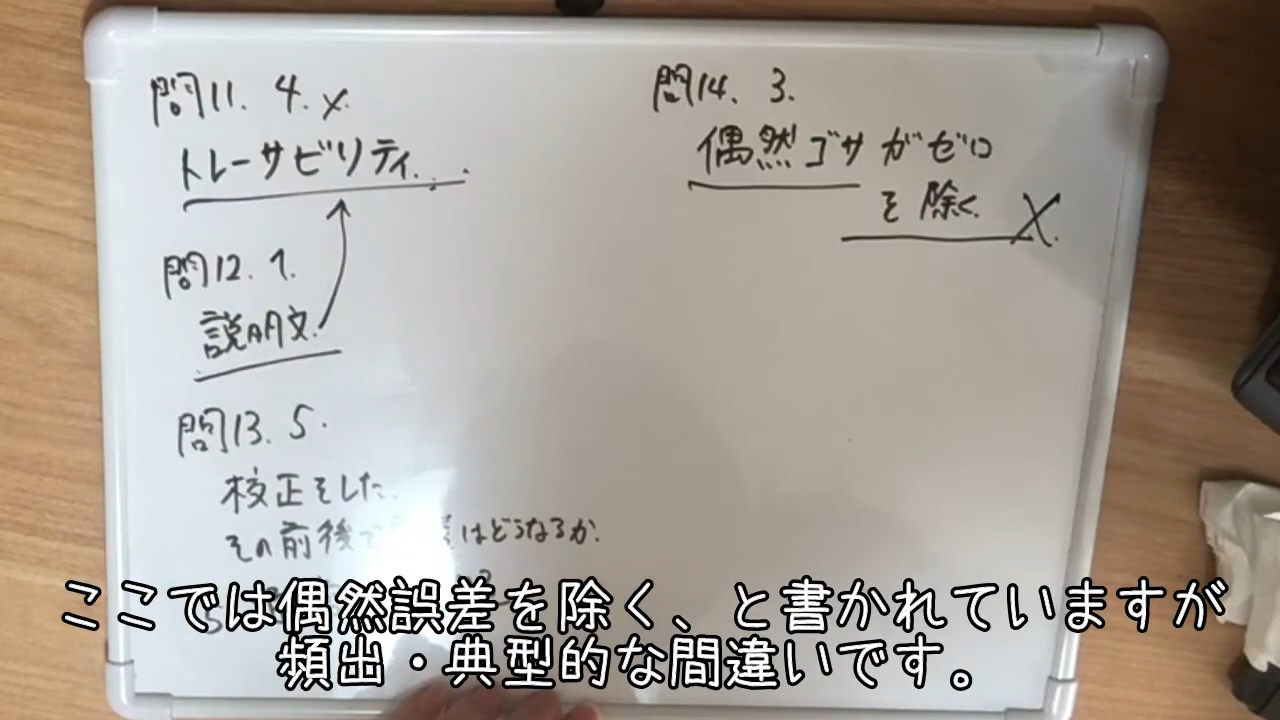 問11. 4. x.
トレーサビリティ...
問12. 1.
説明文.
問13. 5.
校正をした.
その前後で はどうなるか.
問14. 3.
偶然ゴサがゼロ
を除く X.
ここでは偶然誤差を除く、と書かれていますが
頻出・典型的な間違いです。